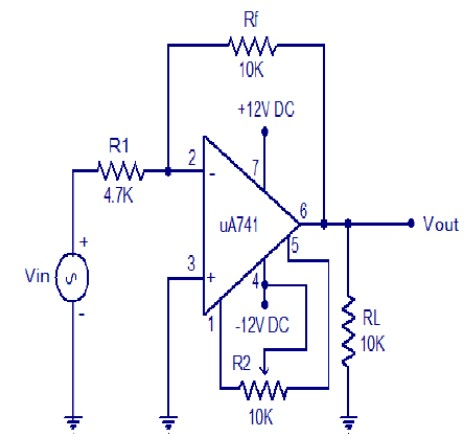 Rf
10K
+12V DC
R1
4.7K
2
-
7
uA741
6
Vout
5
Vin
+
S
-
3
+
4
1
-12V DC
R2
10K
RL
10K